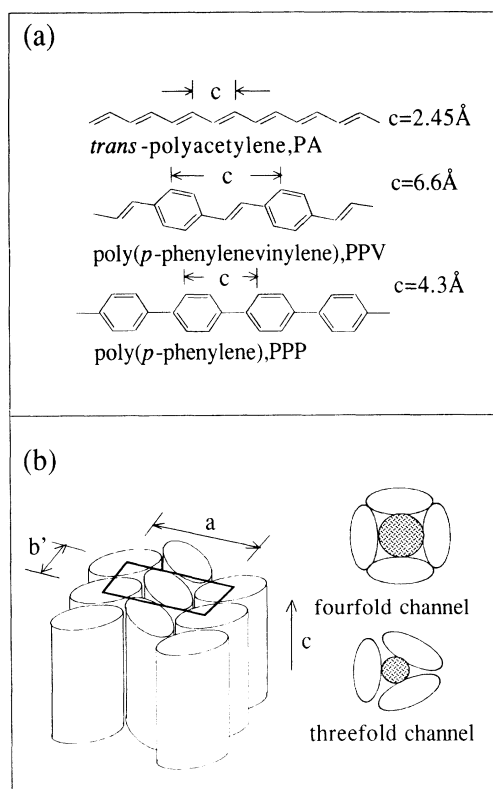 (a)
c
c=2.45Å
trans-polyacetylene,PA
c
c=6.6Å
poly(p-phenylenevinylene),PPV
c
c=4.3Å
poly(p-phenylene),PPP
(b)
a
b'
c
fourfold channel
threefold channel